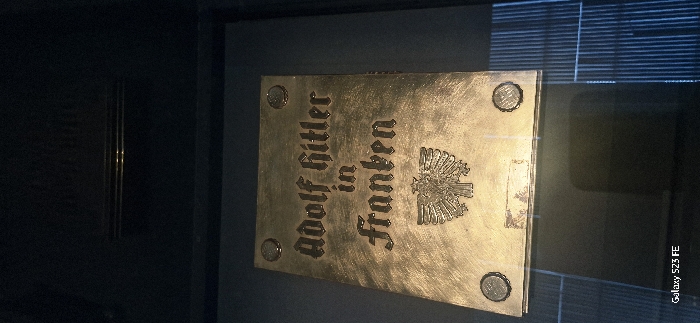 Adolf Hitler
in
Franken
Galaxy S23 FE